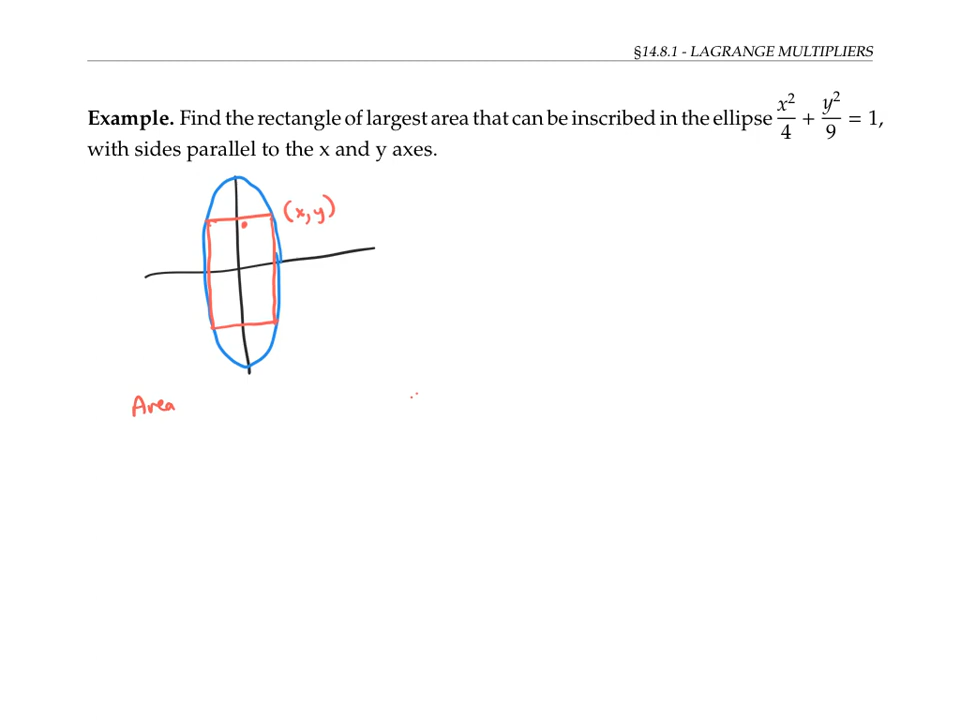 §14.8.1 - LAGRANGE MULTIPLIERS
Example. Find the rectangle of largest area that can be inscribed in the ellipse x²/4 + y²/9 = 1,
with sides parallel to the x and y axes.
(x, y)
Area